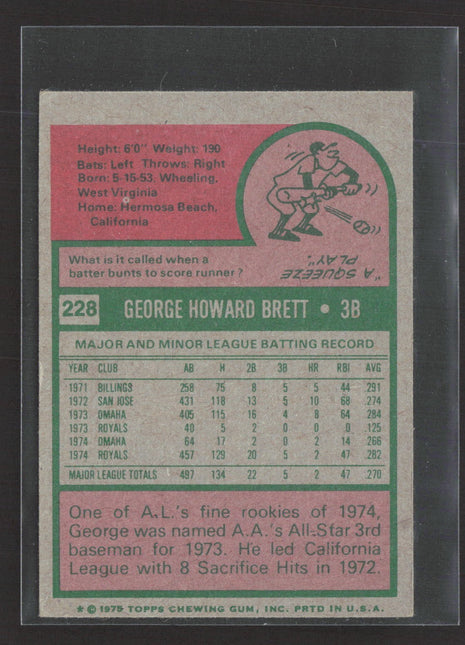 Height: 6'0" Weight: 190
Bats: Left Throws: Right
Born: 5-15-53, Wheeling,
West Virginia
Home: Hermosa Beach,
California
What is it called when a
batter bunts to score runner?
"A SQUEEZE
PLAY".
228 GEORGE HOWARD BRETT • 3B
MAJOR AND MINOR LEAGUE BATTING RECORD
YEAR CLUB AB H 2B 3B HR RBI AVG
1971 BILLINGS 258 75 8 5 5 44 .291
1972 SAN JOSE 431 118 13 5 10 68 .274
1973 OMAHA 405 115 16 4 8 64 .284
1973 ROYALS 40 5 2 0 0 0 .125
1974 OMAHA 64 17 2 0 2 14 .266
1974 ROYALS 457 129 20 5 2 47 .282
MAJOR LEAGUE TOTALS 497 134 22 5 2 47 .270
One of A.L.'s fine rookies of 1974,
George was named A.A.'s All-Star 3rd
baseman for 1973. He led California
League with 8 Sacrifice Hits in 1972.
* © 1975 TOPPS CHEWING GUM, INC. PRTD IN U.S.A.